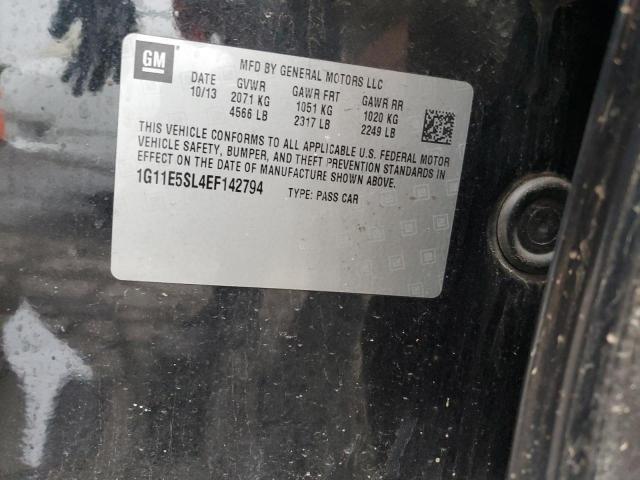 GM
MFD BY GENERAL MOTORS LLC
DATE GVWR GAWR FRT GAWR RR
10/13 2071 KG 1051 KG 1020 KG
4566 LB 2317 LB 2249 LB
THIS VEHICLE CONFORMS TO ALL APPLICABLE U.S. FEDERAL MOTOR
VEHICLE SAFETY, BUMPER, AND THEFT PREVENTION STANDARDS IN
EFFECT ON THE DATE OF MANUFACTURE SHOWN ABOVE.
1G11E5SL4EF142794 TYPE: PASS CAR